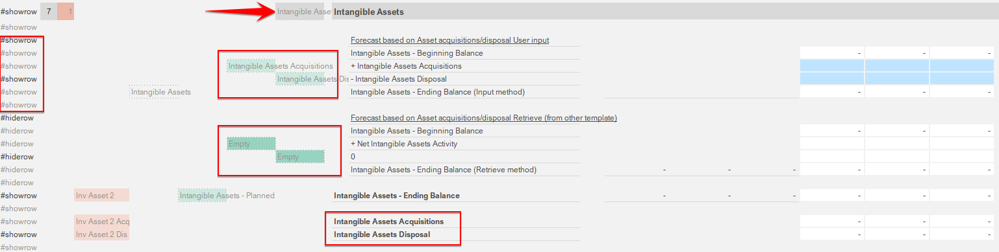 #showrow 7 1 Intangible Asse Intangible Assets
#showrow
#showrow Forecast based on Asset acquisitions/disposal User input
#showrow Intangible Assets - Beginning Balance - - -
#showrow Intangible Assets Acquisitions + Intangible Assets Acquisitions
#showrow Intangible Assets Dis - Intangible Assets Disposal
#showrow Intangible Assets Intangible Assets - Ending Balance (Input method) - - -
#showrow
#hiderow Forecast based on Asset acquisitions/disposal Retrieve (from other template)
#hiderow Intangible Assets - Beginning Balance - - -
#hiderow Empty + Net Intangible Assets Activity
#hiderow Empty 0
#hiderow Intangible Assets - Ending Balance (Retrieve method) - - - - - -
#hiderow
#showrow Inv Asset 2 Intangible Assets - Planned Intangible Assets - Ending Balance - - - - - -
#showrow
#showrow Inv Asset 2 Acq Intangible Assets Acquisitions - - -
#showrow Inv Asset 2 Dis Intangible Assets Disposal - - -
#showrow